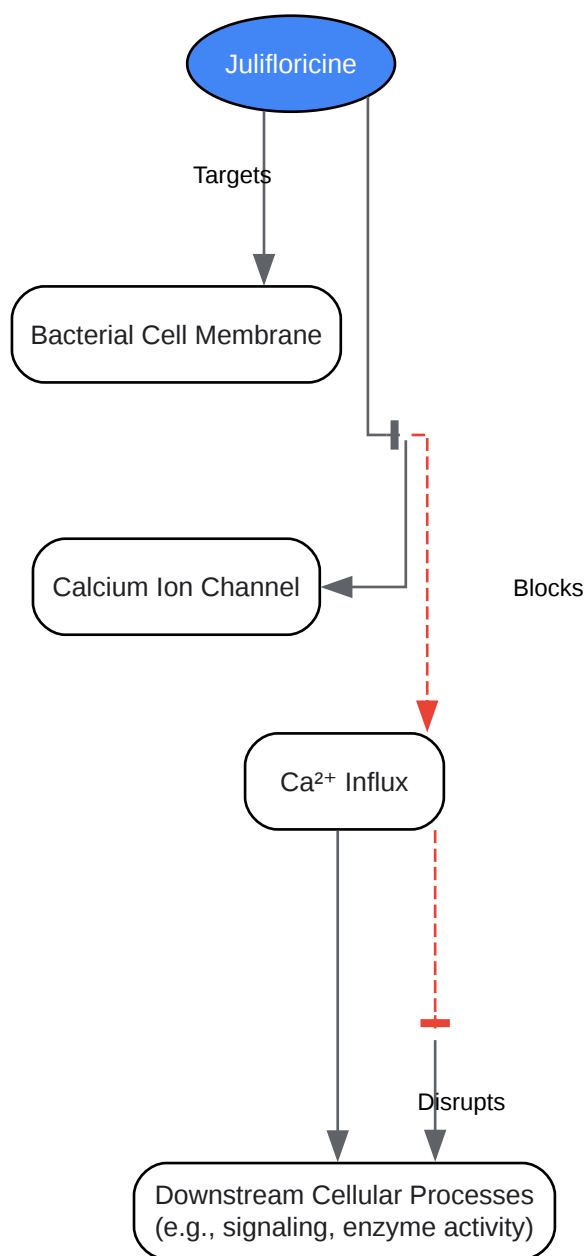 Julifloricine
Targets
Bacterial Cell Membrane
Calcium Ion Channel
Blocks
Ca²⁺ Influx
Disrupts
Downstream Cellular Processes
(e.g., signaling, enzyme activity)